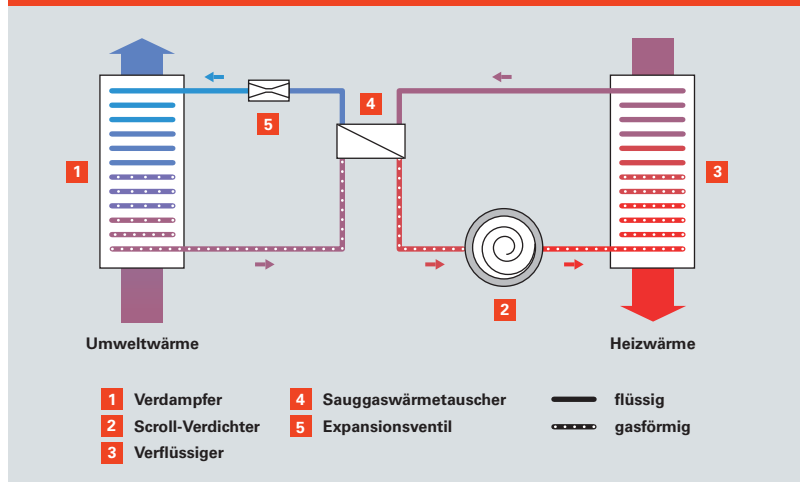 4
5
1
3
2
Umweltwärme
Heizwärme
1 Verdampfer
4 Sauggaswärmetauscher
flüssig
2 Scroll-Verdichter
5 Expansionsventil
gasförmig
3 Verflüssiger